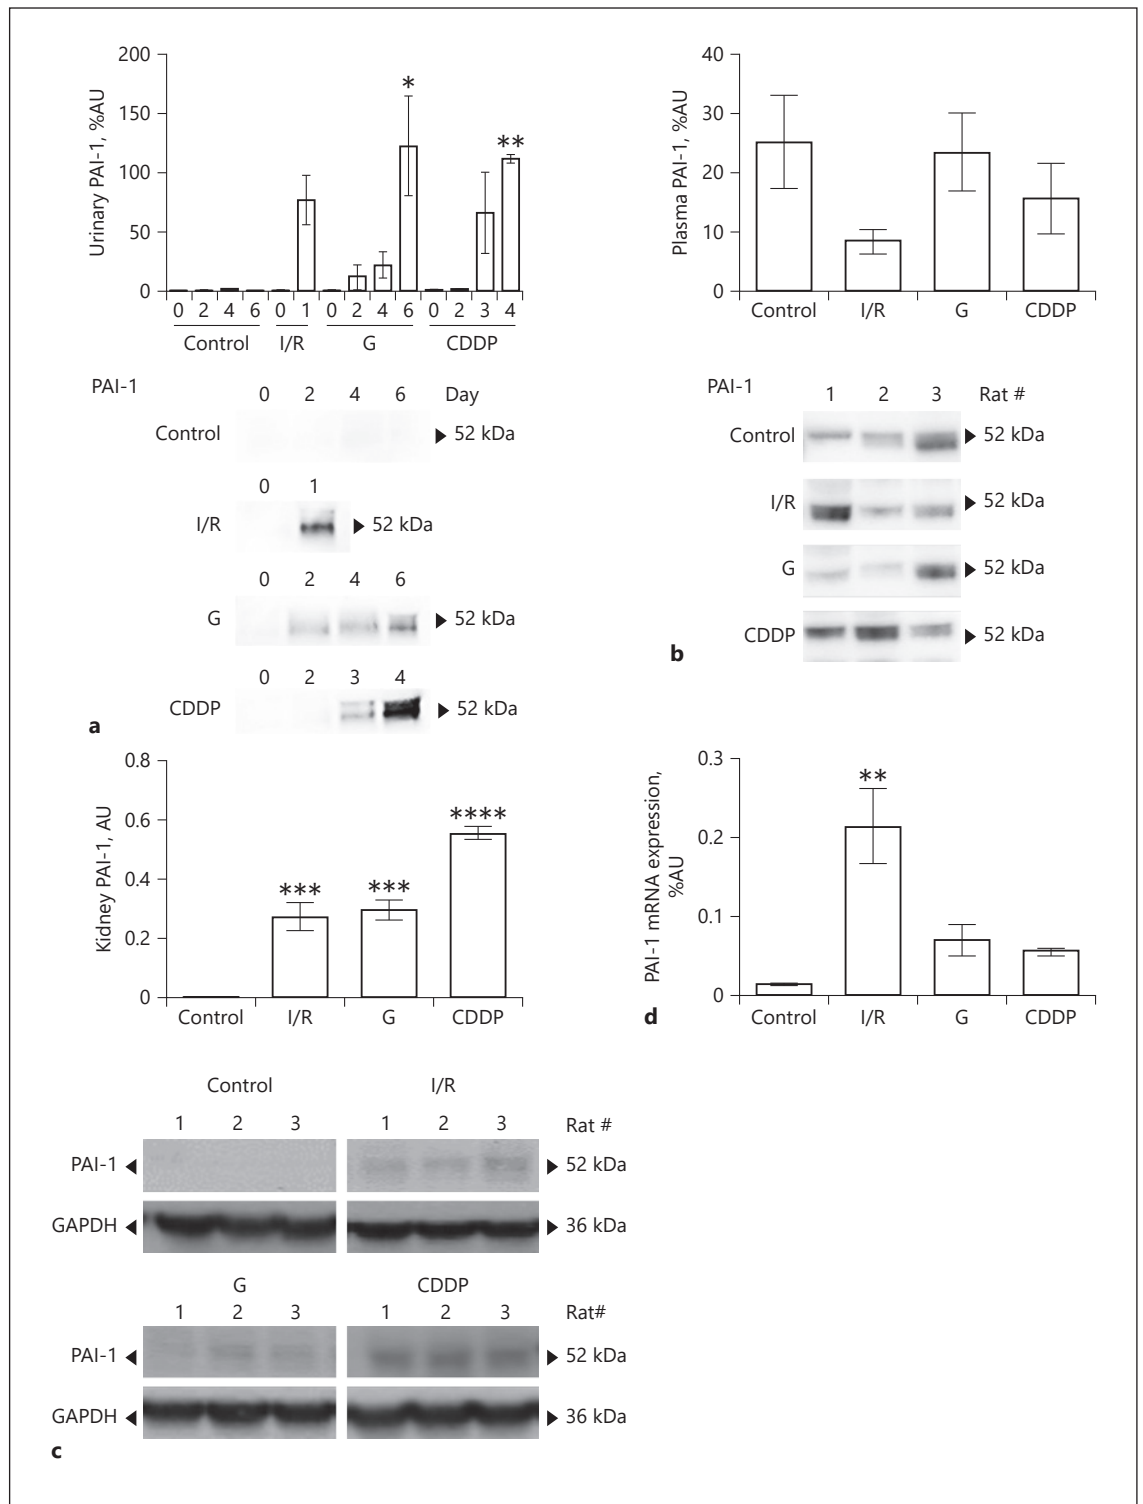 200
150
100
50
0
Urinary PAI-1, %AU
*
**
0 2 4 6 0 1 0 2 4 6 0 2 3 4
Control I/R G CDDP
PAI-1
0 2 4 6 Day
Control 52 kDa
0 1
I/R 52 kDa
0 2 4 6
G 52 kDa
0 2 3 4
CDDP 52 kDa
a
40
30
20
10
0
Plasma PAI-1, %AU
Control I/R G CDDP
PAI-1
1 2 3 Rat #
Control 52 kDa
I/R 52 kDa
G 52 kDa
CDDP 52 kDa
b
0.8
0.6
0.4
0.2
0
Kidney PAI-1, AU
***
***
****
Control I/R G CDDP
Control I/R
1 2 3 1 2 3 Rat #
PAI-1 52 kDa
GAPDH 36 kDa
G CDDP
1 2 3 1 2 3 Rat#
PAI-1 52 kDa
GAPDH 36 kDa
c
0.3
0.2
0.1
0
PAI-1 mRNA expression,
%AU
**
Control I/R G CDDP
d